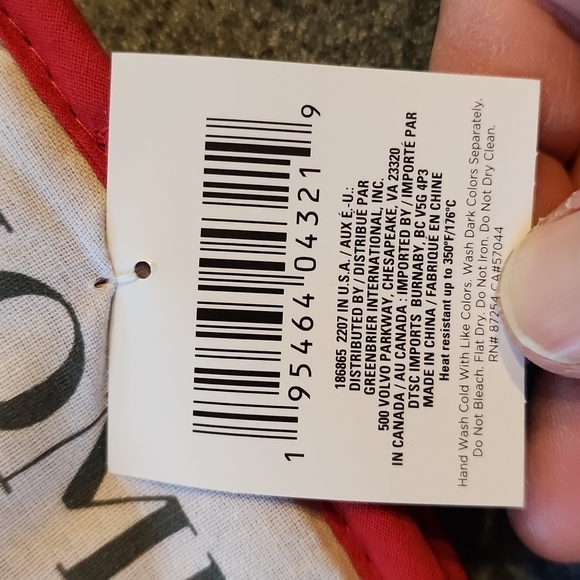 1 95464 04321 9
186865 2207 IN U.S.A./ AUX É.-U.:
DISTRIBUTED BY / DISTRIBUÉ PAR
GREENBRIER INTERNATIONAL, INC.
500 VOLVO PARKWAY, CHESAPEAKE, VA 23320
IN CANADA / AU CANADA : IMPORTED BY / IMPORTÉ PAR
DTSC IMPORTS BURNABY, BC V5G 4P3
MADE IN CHINA / FABRIQUÉ EN CHINE
Heat resistant up to 350°F/176°C
Hand Wash Cold With Like Colors, Wash Dark Colors Separately.
Do Not Bleach. Flat Dry. Do Not Iron. Do Not Dry Clean.
RN# 87254 CA#57044